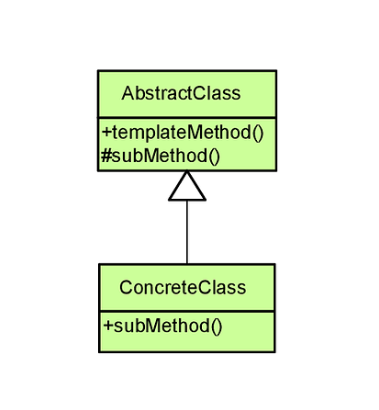 AbstractClass
+templateMethod()
#subMethod()
ConcreteClass
+subMethod()